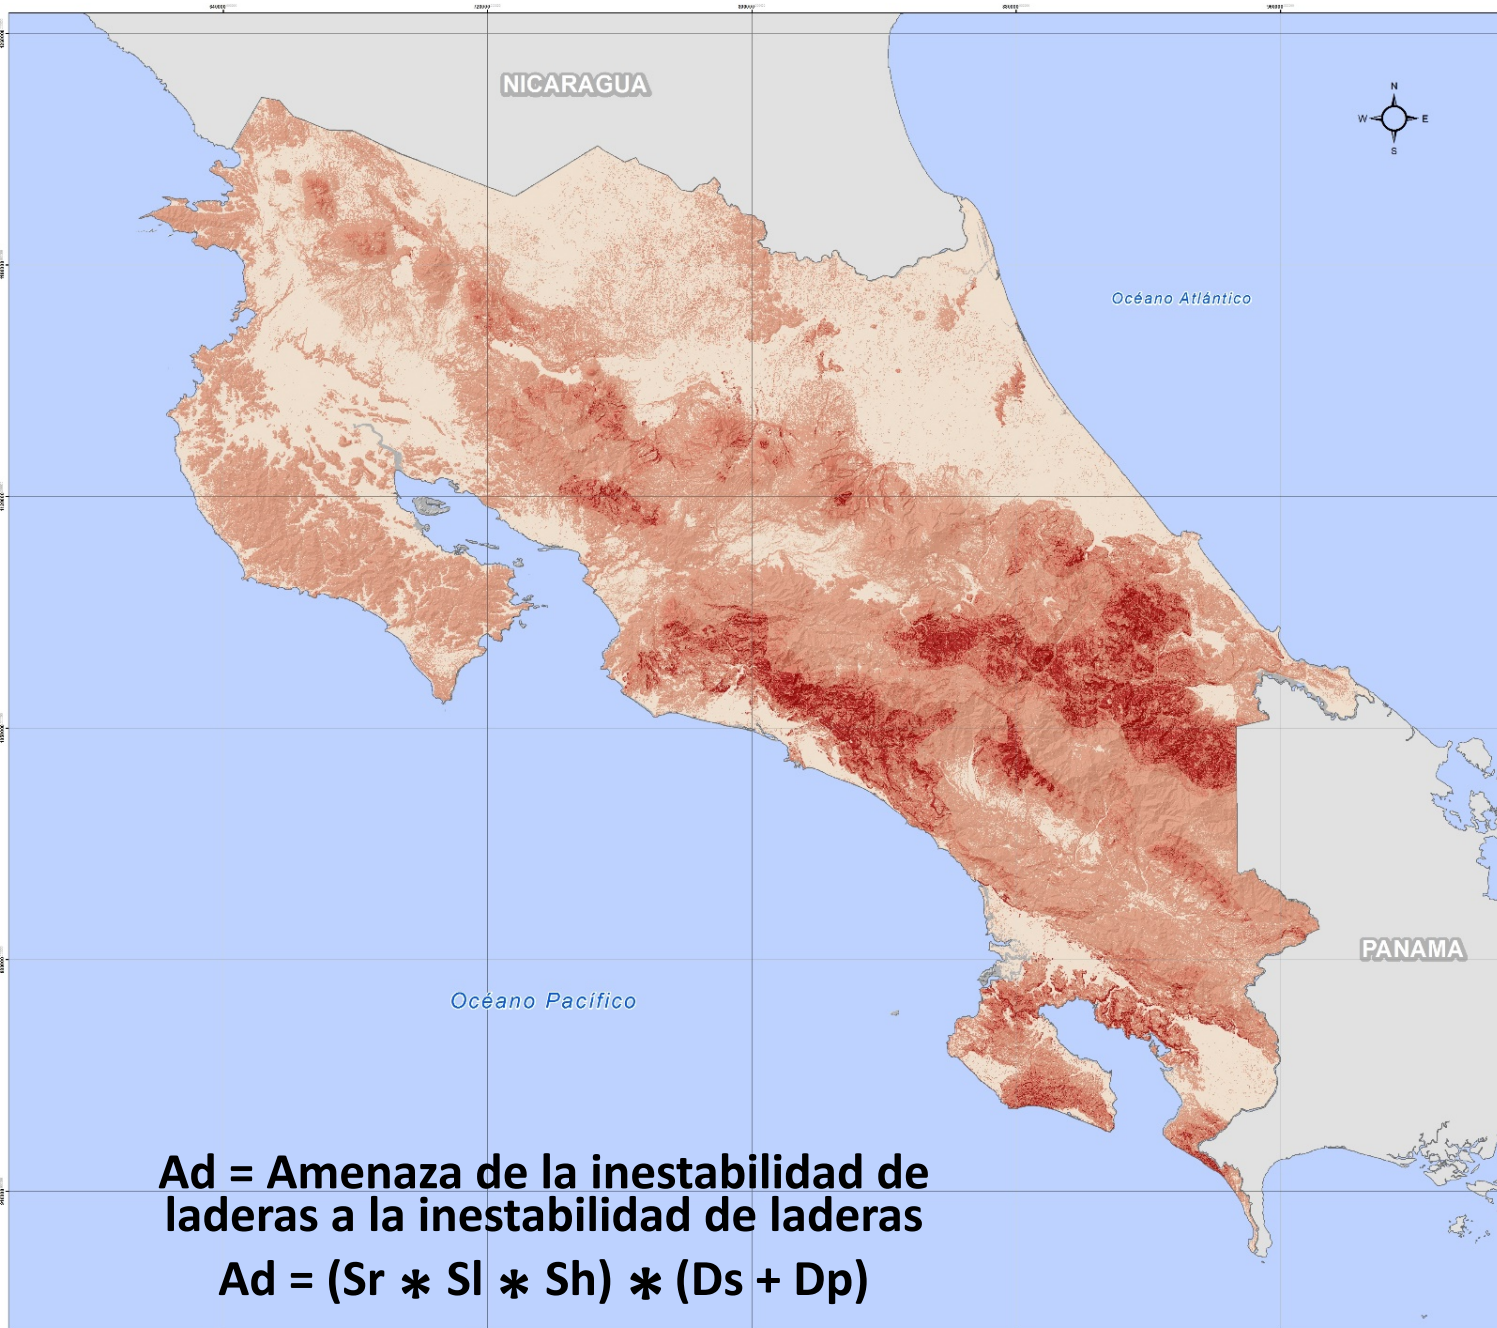 NICARAGUA
N
W E
S
Océano Atlántico
PANAMA
Océano Pacífico
Ad = Amenaza de la inestabilidad de
laderas a la inestabilidad de laderas
Ad = (Sr * Sl * Sh) * (Ds + Dp)